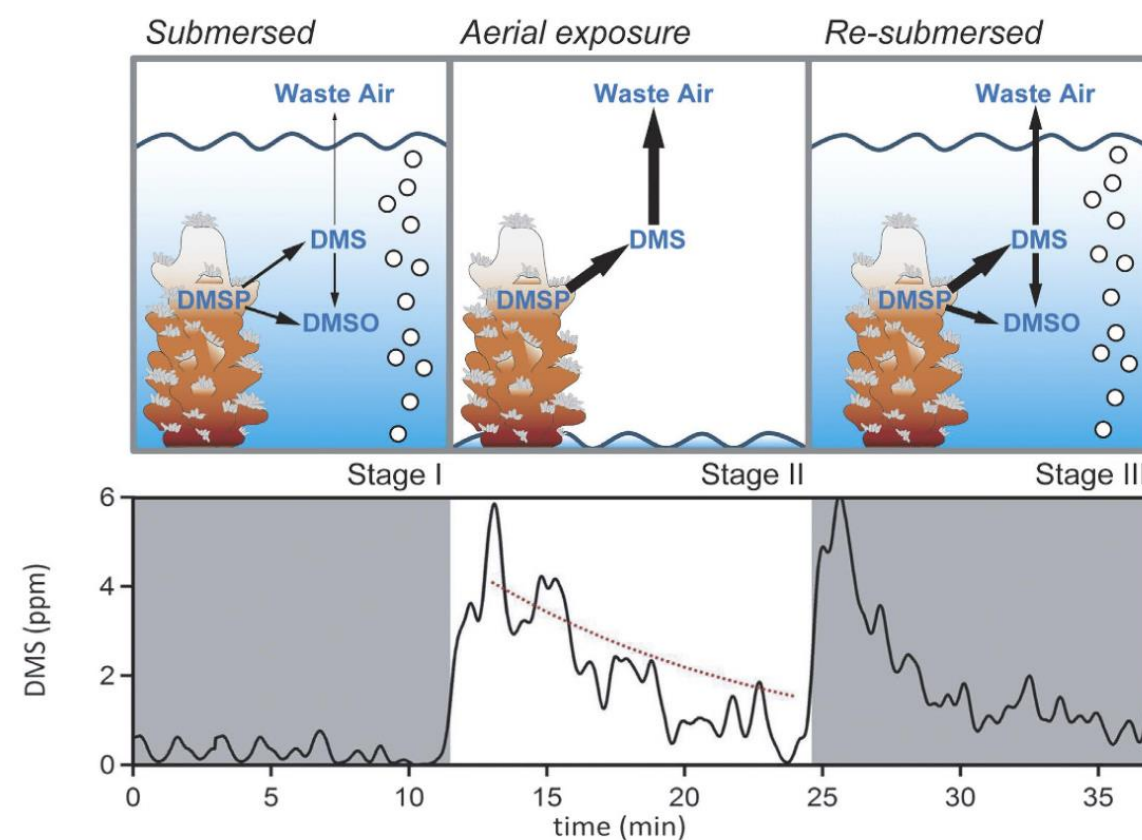 Submersed
Aerial exposure
Re-submersed
Waste Air
DMS
DMSP
DMSO
Waste Air
DMS
DMSP
Waste Air
DMS
DMSP
DMSO
Stage I
Stage II
Stage III
DMS (ppm)
6
4
2
0
0
5
10
15
20
25
30
35
time (min)